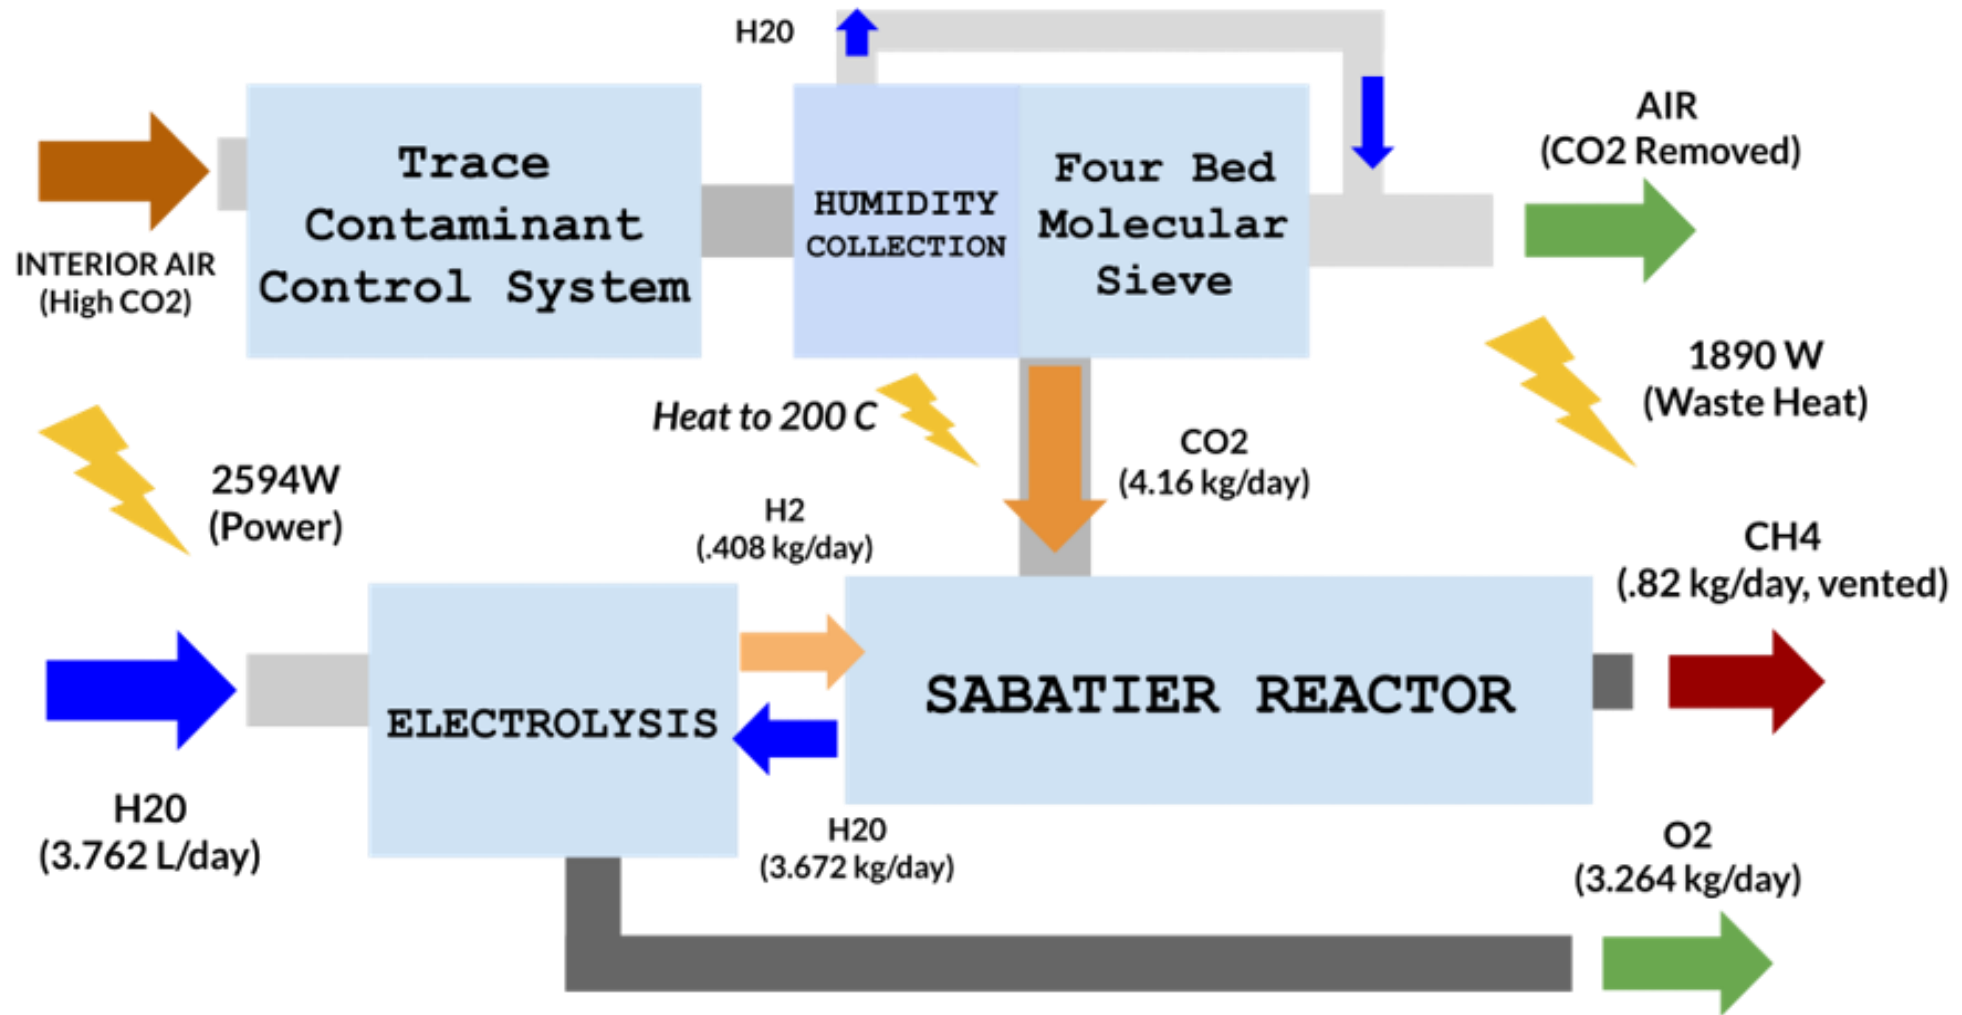 H20
Trace
Contaminant
Control System
HUMIDITY
COLLECTION
Four Bed
Molecular
Sieve
AIR
(CO2 Removed)
INTERIOR AIR
(High CO2)
1890 W
(Waste Heat)
Heat to 200 C
CO2
(4.16 kg/day)
2594W
(Power)
H2
(.408 kg/day)
CH4
(.82 kg/day, vented)
ELECTROLYSIS
SABATIER REACTOR
H20
(3.762 L/day)
H20
(3.672 kg/day)
O2
(3.264 kg/day)